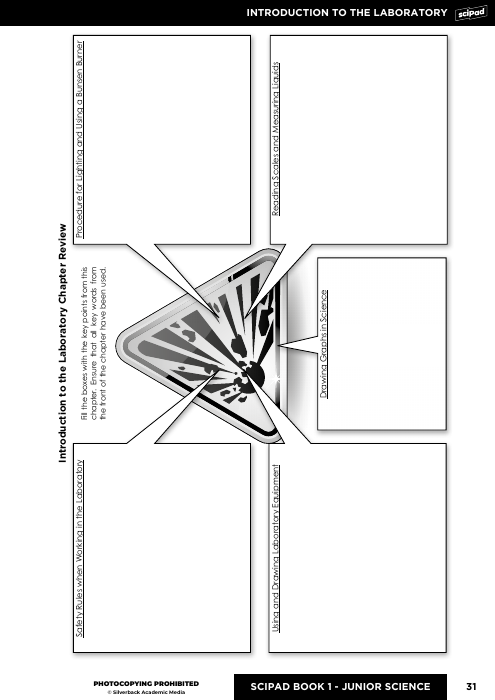 INTRODUCTION TO THE LABORATORY
scipad
Introduction to the Laboratory Chapter Review
Fill the boxes with the key points from this
chapter. Ensure that all key words from
the front of the chapter have been used.
Safety Rules when Working in the Laboratory
Procedure for Lighting and Using a Bunsen Burner
Using and Drawing Laboratory Equipment
Drawing Graphs in Science
Reading Scales and Measuring Liquids
PHOTOCOPYING PROHIBITED
© Silverback Academic Media
SCIPAD BOOK 1 - JUNIOR SCIENCE
31